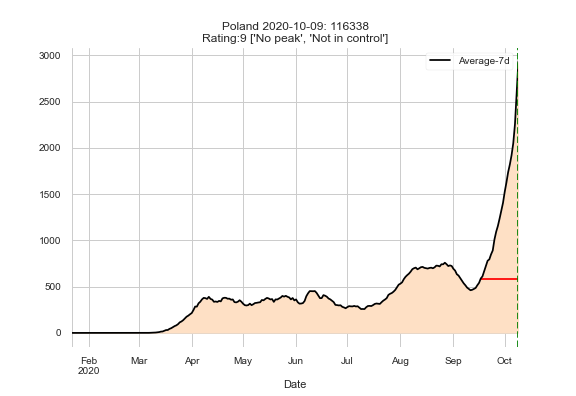 Poland 2020-10-09: 116338
Rating:9 ['No peak', 'Not in control']
Average-7d
3000
2500
2000
1500
1000
500
0
Feb Mar Apr May Jun Jul Aug Sep Oct
2020
Date